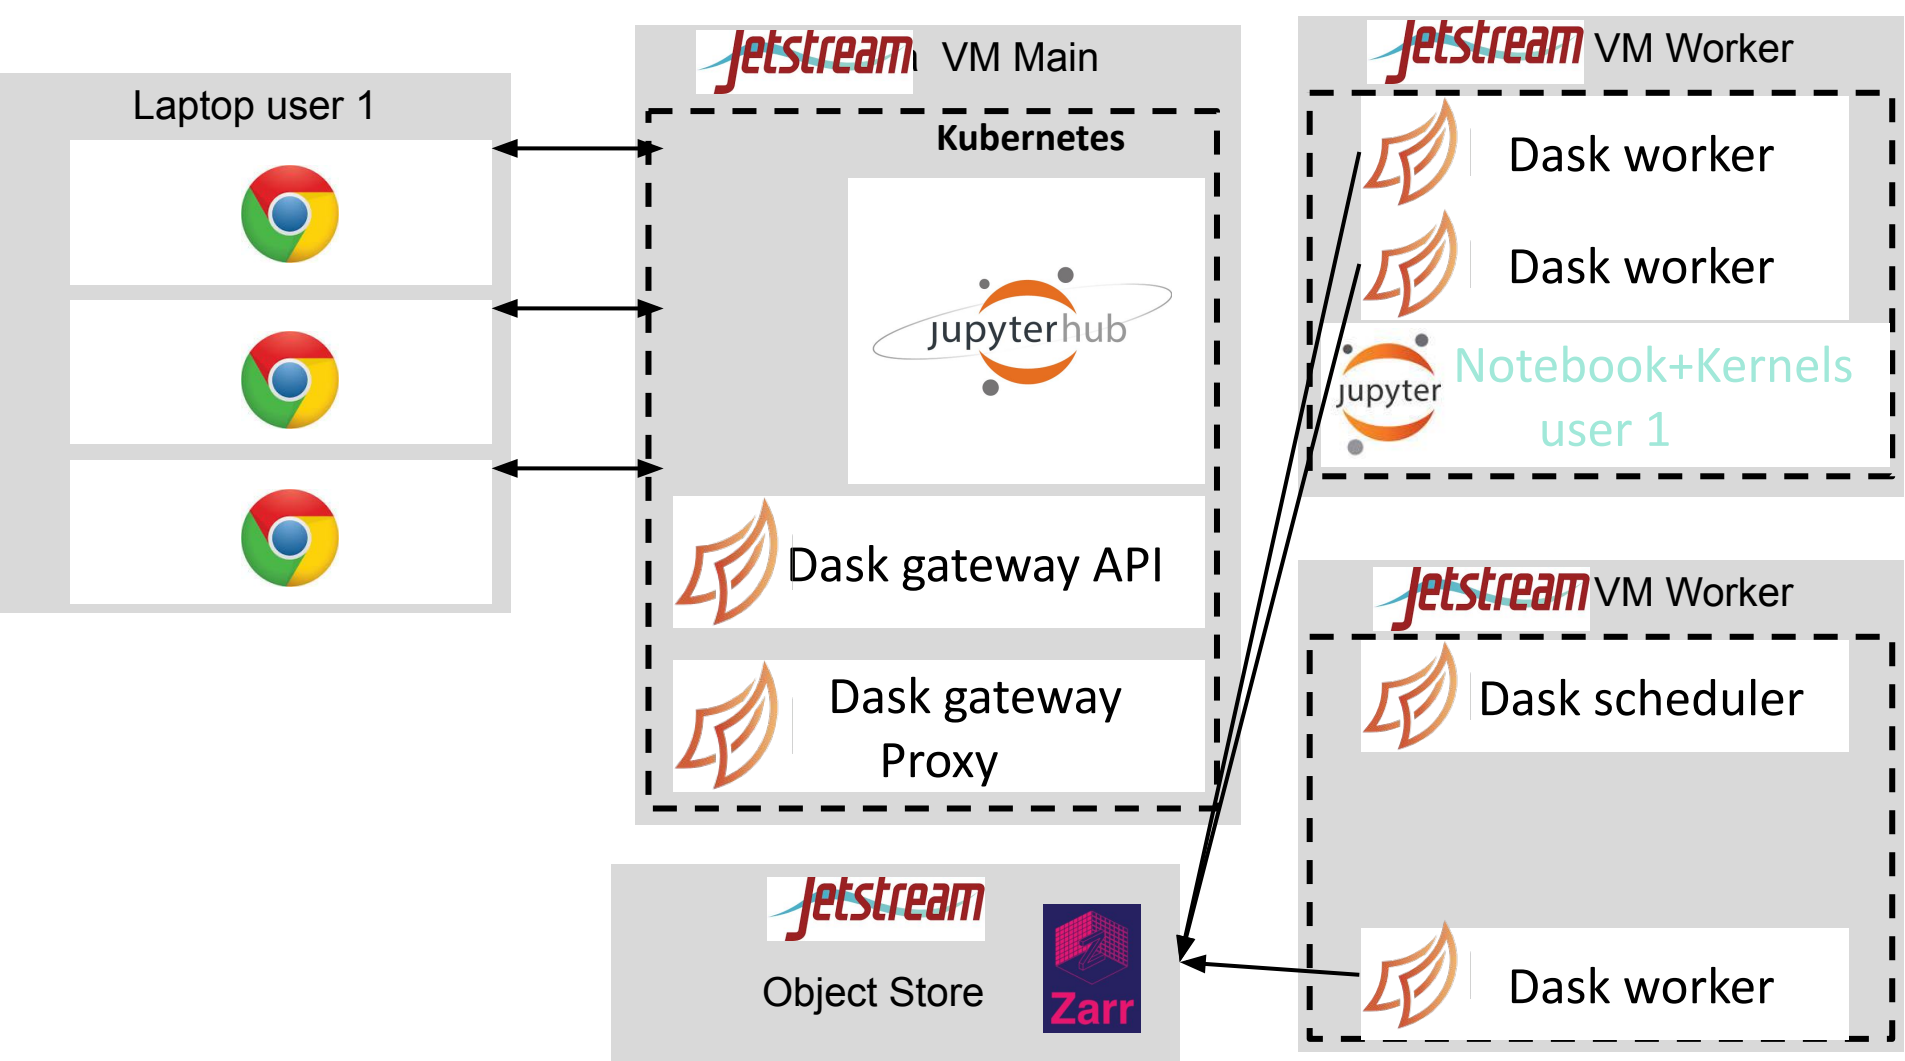 Laptop user 1
Jetstream VM Main
Kubernetes
jupyterhub
Dask gateway API
Dask gateway
Proxy
Jetstream
Object Store
Zarr
Jetstream VM Worker
Dask worker
Dask worker
jupyter
Notebook+Kernels
user 1
Jetstream VM Worker
Dask scheduler
Dask worker